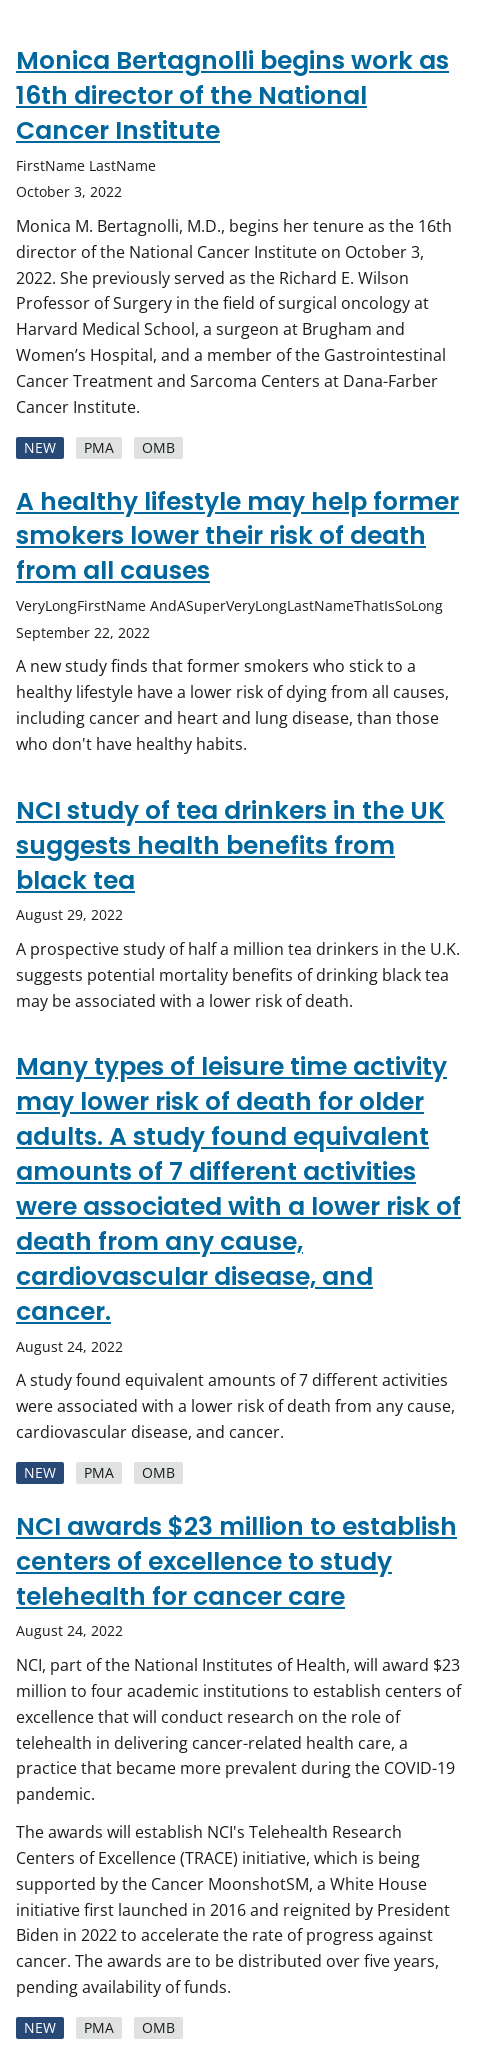 Monica Bertagnolli begins work as
16th director of the National
Cancer Institute
FirstName LastName
October 3, 2022
Monica M. Bertagnolli, M.D., begins her tenure as the 16th
director of the National Cancer Institute on October 3,
2022. She previously served as the Richard E. Wilson
Professor of Surgery in the field of surgical oncology at
Harvard Medical School, a surgeon at Brugham and
Women’s Hospital, and a member of the Gastrointestinal
Cancer Treatment and Sarcoma Centers at Dana-Farber
Cancer Institute.
NEW PMA OMB
A healthy lifestyle may help former
smokers lower their risk of death
from all causes
VeryLongFirstName AndASuperVeryLongLastNameThatIsSoLong
September 22, 2022
A new study finds that former smokers who stick to a
healthy lifestyle have a lower risk of dying from all causes,
including cancer and heart and lung disease, than those
who don't have healthy habits.
NCI study of tea drinkers in the UK
suggests health benefits from
black tea
August 29, 2022
A prospective study of half a million tea drinkers in the U.K.
suggests potential mortality benefits of drinking black tea
may be associated with a lower risk of death.
Many types of leisure time activity
may lower risk of death for older
adults. A study found equivalent
amounts of 7 different activities
were associated with a lower risk of
death from any cause,
cardiovascular disease, and
cancer.
August 24, 2022
A study found equivalent amounts of 7 different activities
were associated with a lower risk of death from any cause,
cardiovascular disease, and cancer.
NEW PMA OMB
NCI awards $23 million to establish
centers of excellence to study
telehealth for cancer care
August 24, 2022
NCI, part of the National Institutes of Health, will award $23
million to four academic institutions to establish centers of
excellence that will conduct research on the role of
telehealth in delivering cancer-related health care, a
practice that became more prevalent during the COVID-19
pandemic.
The awards will establish NCI's Telehealth Research
Centers of Excellence (TRACE) initiative, which is being
supported by the Cancer MoonshotSM, a White House
initiative first launched in 2016 and reignited by President
Biden in 2022 to accelerate the rate of progress against
cancer. The awards are to be distributed over five years,
pending availability of funds.
NEW PMA OMB